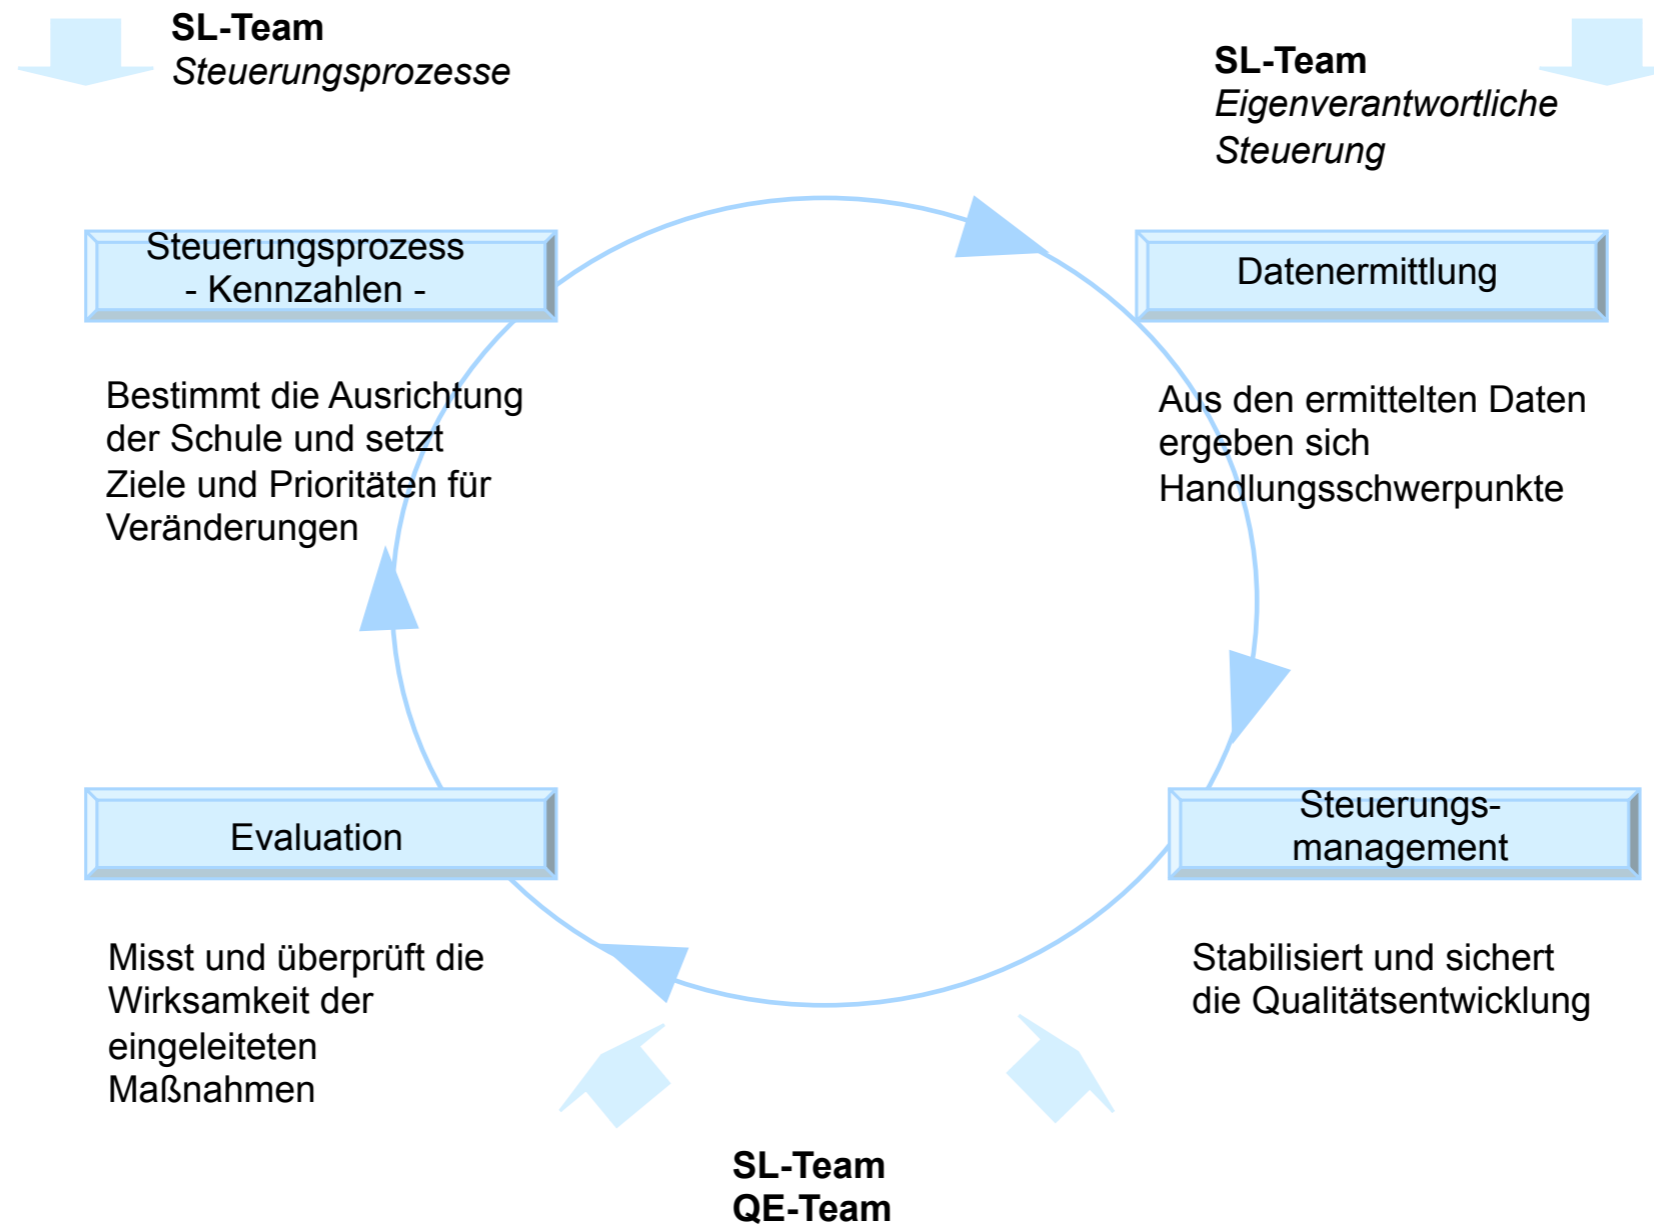 SL-Team
Steuerungsprozesse
SL-Team
Eigenverantwortliche
Steuerung
Steuerungsprozess
- Kennzahlen -
Datenermittlung
Bestimmt die Ausrichtung
der Schule und setzt
Ziele und Prioritäten für
Veränderungen
Aus den ermittelten Daten
ergeben sich
Handlungsschwerpunkte
Evaluation
Steuerungs-
management
Misst und überprüft die
Wirksamkeit der
eingeleiteten
Maßnahmen
Stabilisiert und sichert
die Qualitätsentwicklung
SL-Team
QE-Team